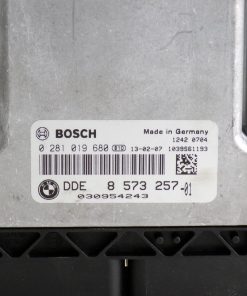 BOSCH
Made in Germany
1242 0704
0 281 019 680 13-02-07 1039S61193
DDE 8 573 257-01
030954243